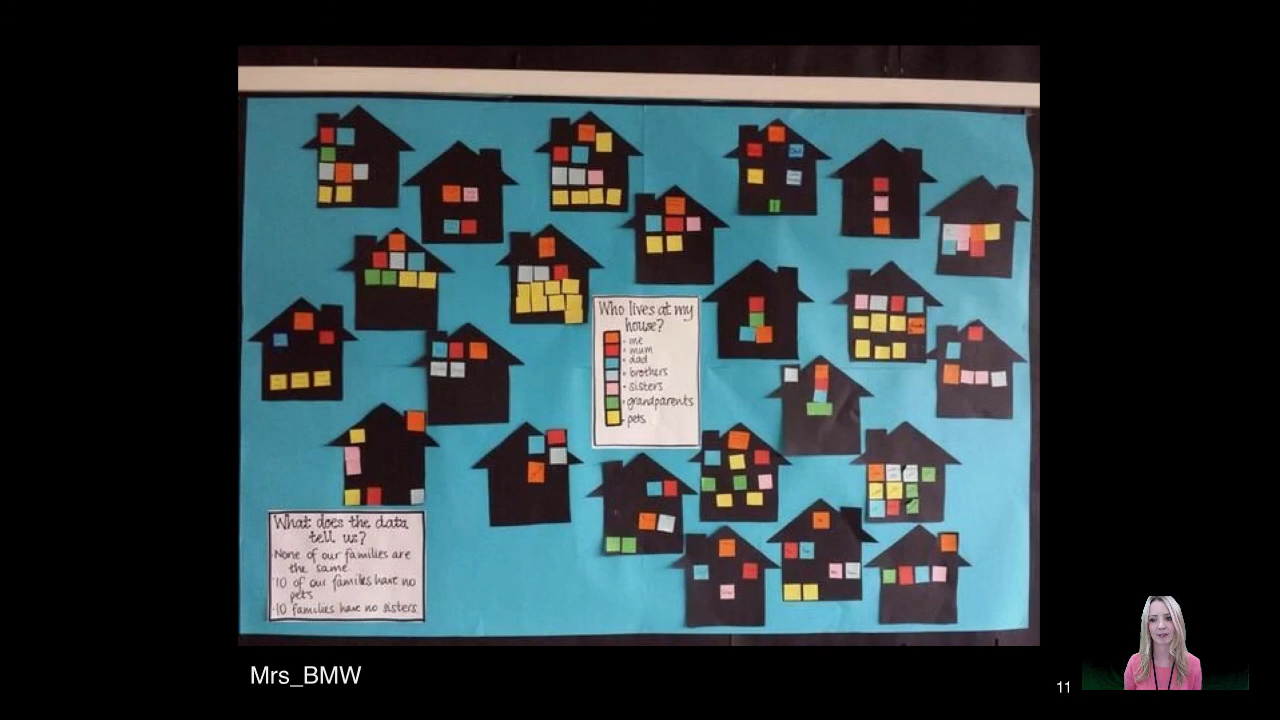 Who lives at my
house?
= me
= mum
= dad
= brothers
= sisters
= grandparents
= pets
What does the data
tell us?
None of our families are
the same
10 of our families have no
pets
10 families have no sisters
Mrs_BMW
11